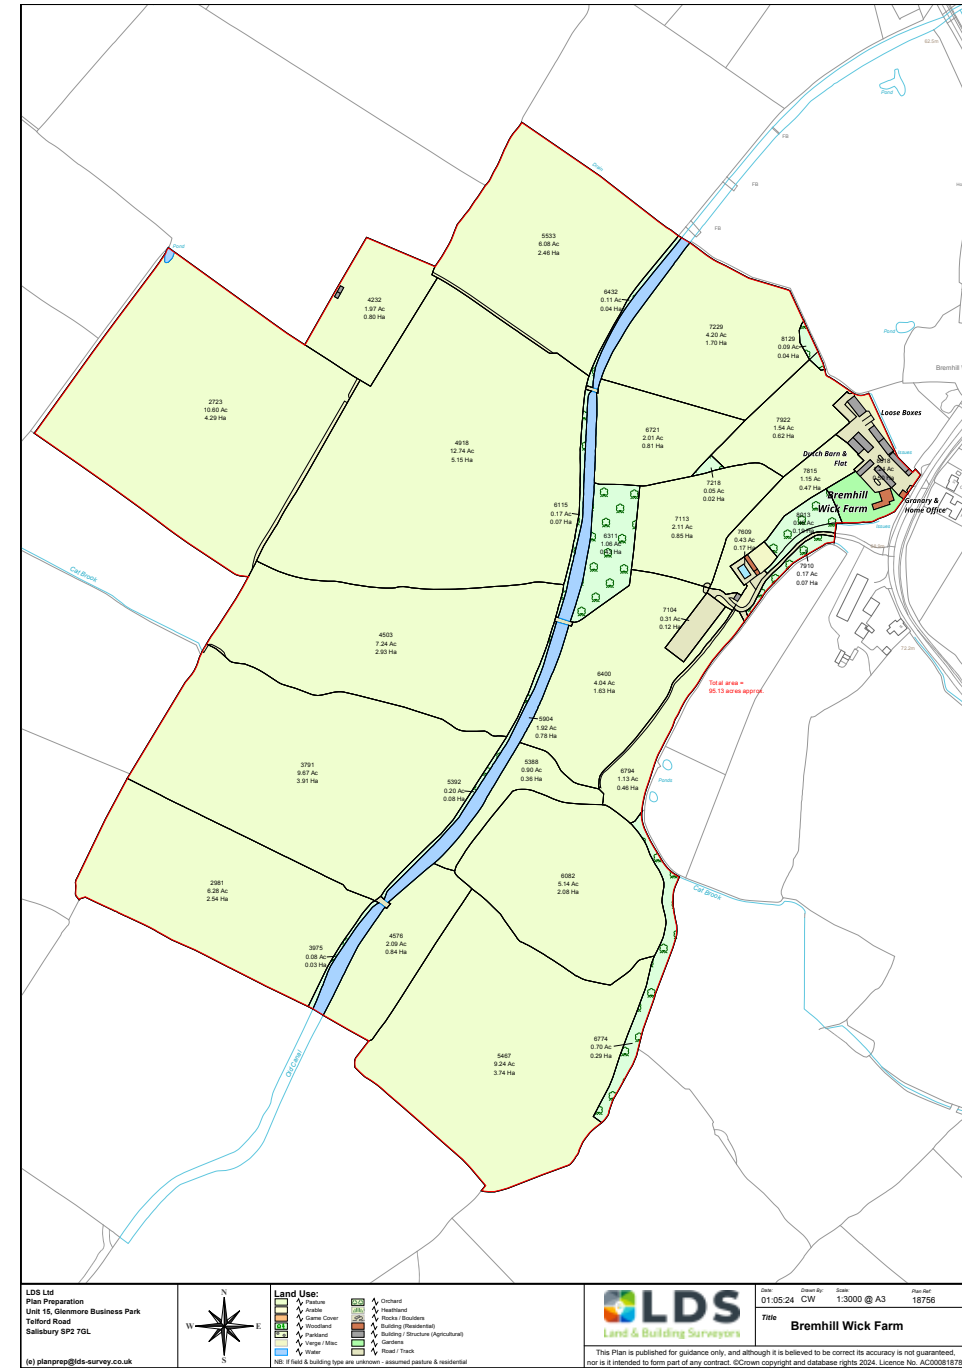 82.5m
Pond
FB
FB
FB
Drain
5533
6.08 Ac
2.46 Ha
Pond
4232
1.97 Ac
0.80 Ha
6432
0.11 Ac
0.04 Ha
7229
4.20 Ac
1.70 Ha
8129
0.09 Ac
0.04 Ha
Pond
Bremhill
2723
10.60 Ac
4.29 Ha
4918
12.74 Ac
5.15 Ha
6721
2.01 Ac
0.81 Ha
7922
1.54 Ac
0.62 Ha
Loose Boxes
Dutch Barn &
Flat
Issues
7218
0.05 Ac
0.02 Ha
7815
1.15 Ac
0.47 Ha
Bremhill
Wick Farm
Granary &
Home Office
Issues
6115
0.17 Ac
0.07 Ha
6311
1.06 Ac
0.43 Ha
7113
2.11 Ac
0.85 Ha
7609
0.43 Ac
0.17 Ha
8013
7910
0.17 Ac
0.07 Ha
Cat Brook
7104
0.31 Ac
0.12 Ha
4503
7.24 Ac
2.93 Ha
72.2m
6400
4.04 Ac
1.63 Ha
Total area =
95.13 acres approx.
5904
1.92 Ac
0.78 Ha
3791
9.67 Ac
3.91 Ha
5388
0.90 Ac
0.36 Ha
5392
0.20 Ac
0.08 Ha
6794
1.13 Ac
0.46 Ha
Ponds
2981
6.28 Ac
2.54 Ha
6082
5.14 Ac
2.08 Ha
Cat Brook
3975
0.08 Ac
0.03 Ha
4576
2.09 Ac
0.84 Ha
5467
9.24 Ac
3.74 Ha
6774
0.70 Ac
0.29 Ha
Old Canal
LDS Ltd
Plan Preparation
Unit 15, Glenmore Business Park
Telford Road
Salisbury SP2 7GL
(e) planprep@lds-survey.co.uk
N
W
E
S
Land Use:
Pasture
Arable
Game Cover
Woodland
Parkland
Verge / Misc
Water
Orchard
Heathland
Rocks / Boulders
Building (Residential)
Building / Structure (Agricultural)
Gardens
Road / Track
NB: If field & building type are unknown - assumed pasture & residential
LDS
Land & Building Surveyors
Date:
01:05:24
Drawn By:
CW
Scale:
1:3000 @ A3
Plan Ref:
18756
Title
Bremhill Wick Farm
This Plan is published for guidance only, and although it is believed to be correct its accuracy is not guaranteed,
nor is it intended to form part of any contract. ©Crown copyright and database rights 2024. Licence No. AC00081878